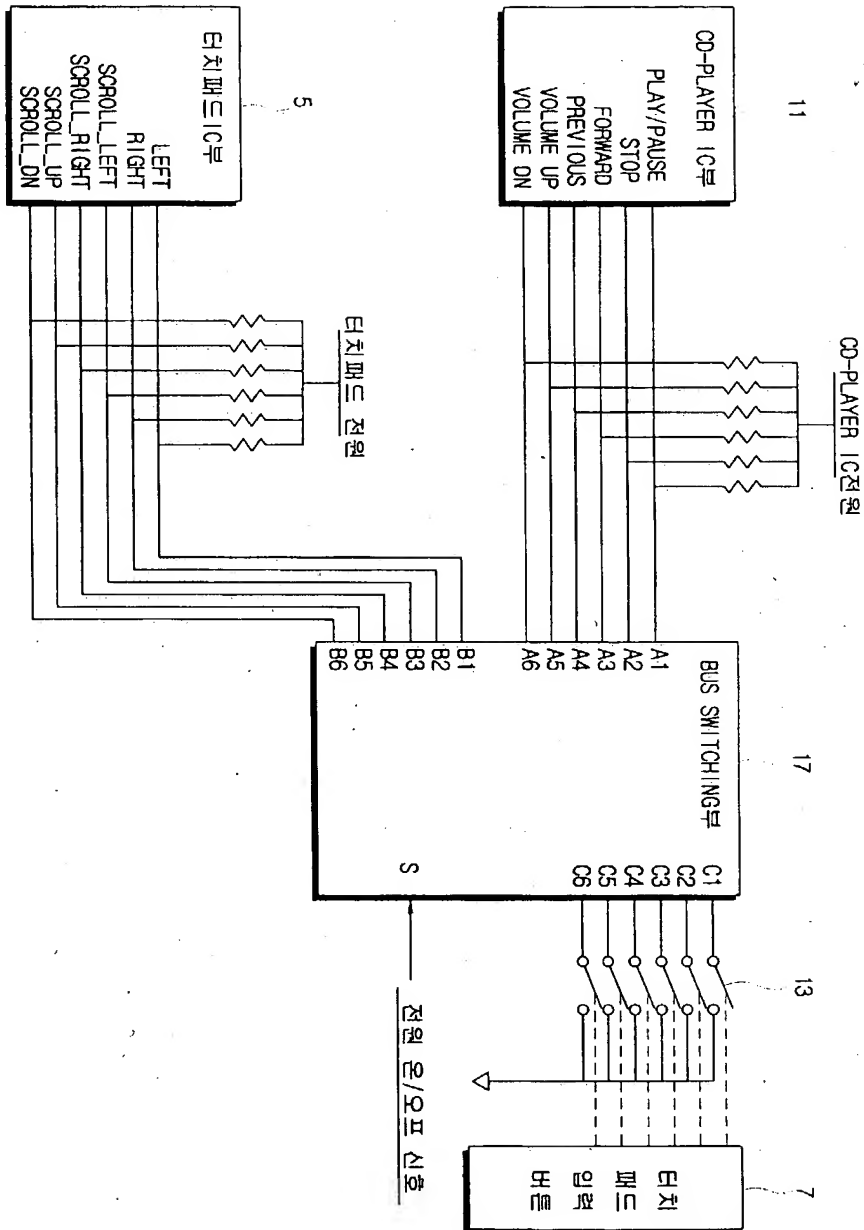 11
CD-PLAYER IC부
PLAY/PAUSE
STOP
FORWARD
PREVIOUS
VOLUME UP
VOLUME DN
CD-PLAYER IC전원
5
터치패드IC부
LEFT
RIGHT
SCROLL_LEFT
SCROLL_RIGHT
SCROLL_UP
SCROLL_DN
터치패드 전원
17
BUS SWITCHING부
A1
A2
A3
A4
A5
A6
B1
B2
B3
B4
B5
B6
C1
C2
C3
C4
C5
C6
S
전원 온/오프 신호
13
7
터치
패드
입력
버튼